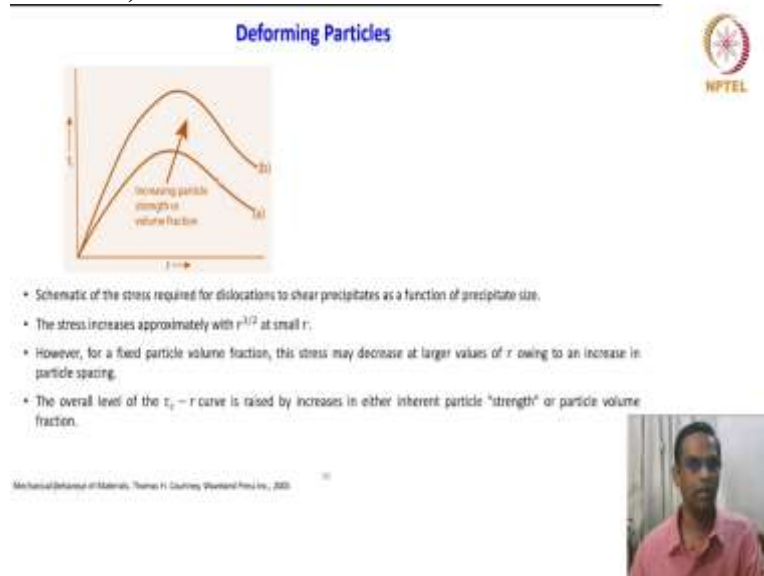 Deforming Particles
NPTEL
(b)
Increasing particle
strength or
volume fraction
(a)
r
• Schematic of the stress required for dislocations to shear precipitates as a function of precipitate size.
• The stress increases approximately with r^{1/2} at small r.
• However, for a fixed particle volume fraction, this stress may decrease at larger values of r owing to an increase in
particle spacing.
• The overall level of the τ_c − r curve is raised by increases in either inherent particle "strength" or particle volume
fraction.
Mechanical Behaviour of Materials, Thomas H. Courtney, Waveland Press Inc., 2005